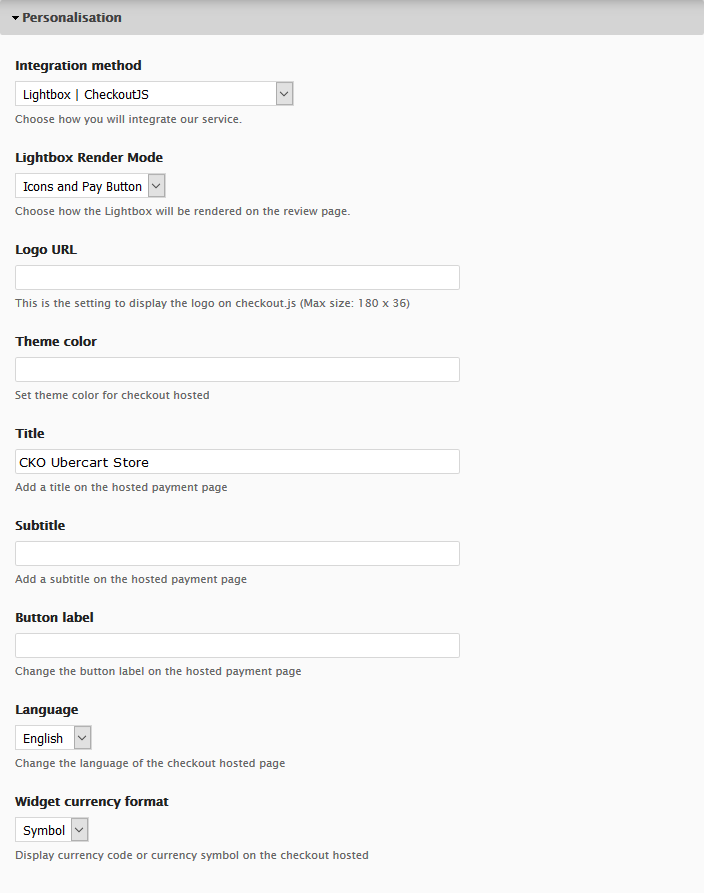 Personalisation
Integration method
Lightbox | CheckoutJS
Choose how you will integrate our service.
Lightbox Render Mode
Icons and Pay Button
Choose how the Lightbox will be rendered on the review page.
Logo URL
This is the setting to display the logo on checkout.js (Max size: 180 x 36)
Theme color
Set theme color for checkout hosted
Title
CKO Ubercart Store
Add a title on the hosted payment page
Subtitle
Add a subtitle on the hosted payment page
Button label
Change the button label on the hosted payment page
Language
English
Change the language of the checkout hosted page
Widget currency format
Symbol
Display currency code or currency symbol on the checkout hosted